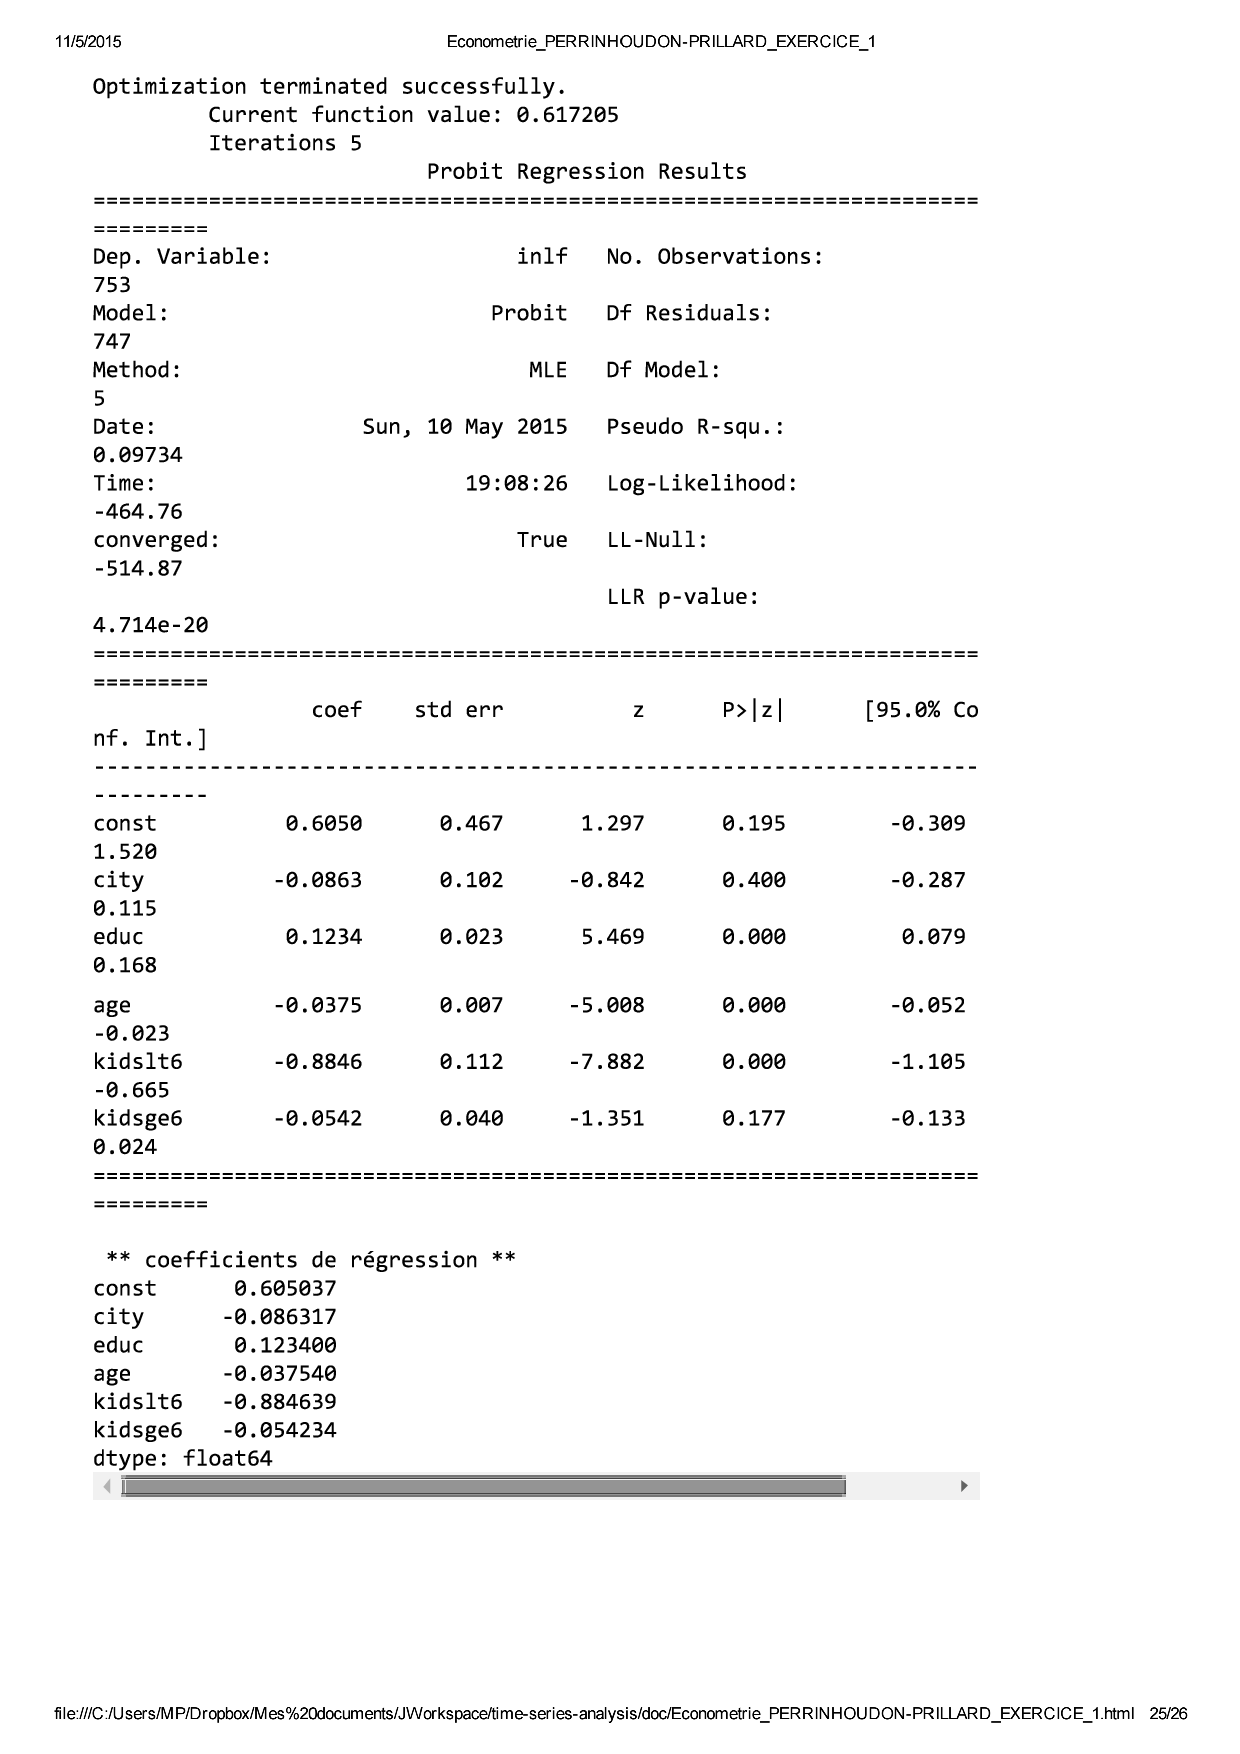 11/5/2015 Econometrie_PERRINHOUDON-PRILLARD_EXERCICE_1
Optimization terminated successfully.
         Current function value: 0.617205
         Iterations 5
                          Probit Regression Results
=====================================================================
=========
Dep. Variable:                   inlf   No. Observations:
753
Model:                         Probit   Df Residuals:
747
Method:                           MLE   Df Model:
5
Date:                Sun, 10 May 2015   Pseudo R-squ.:
0.09734
Time:                        19:08:26   Log-Likelihood:
-464.76
converged:                       True   LL-Null:
-514.87
                                        LLR p-value:
4.714e-20
=====================================================================
=========
                 coef    std err          z      P>|z|      [95.0% Co
nf. Int.]
---------------------------------------------------------------------
---------
const          0.6050      0.467      1.297      0.195        -0.309
1.520
city          -0.0863      0.102     -0.842      0.400        -0.287
0.115
educ           0.1234      0.023      5.469      0.000         0.079
0.168
age           -0.0375      0.007     -5.008      0.000        -0.052
-0.023
kidslt6       -0.8846      0.112     -7.882      0.000        -1.105
-0.665
kidsge6       -0.0542      0.040     -1.351      0.177        -0.133
0.024
=====================================================================
=========
 ** coefficients de régression **
const      0.605037
city      -0.086317
educ       0.123400
age       -0.037540
kidslt6   -0.884639
kidsge6   -0.054234
dtype: float64
file:///C:/Users/MP/Dropbox/Mes%20documents/JWorkspace/time-series-analysis/doc/Econometrie_PERRINHOUDON-PRILLARD_EXERCICE_1.html 25/26